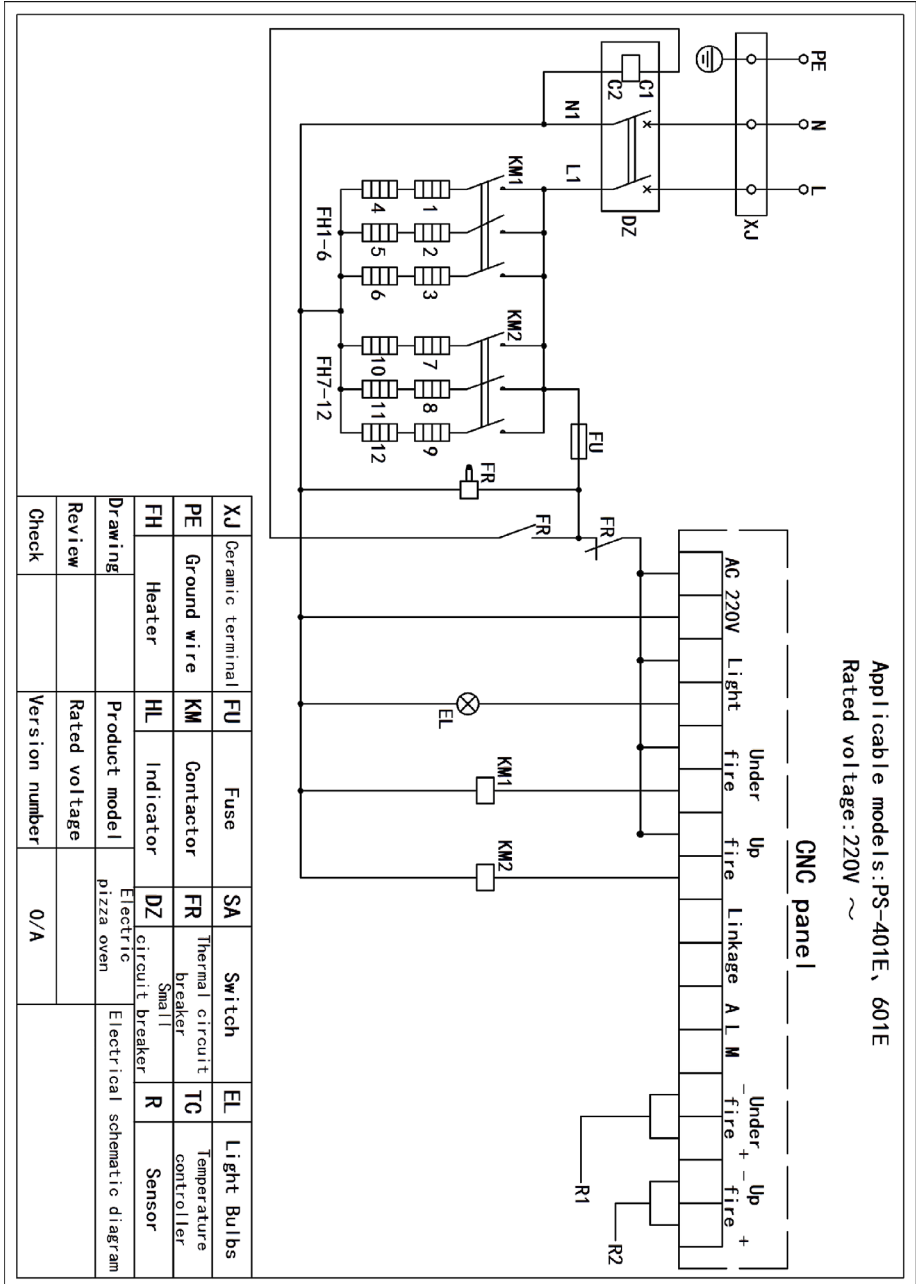 Applicable models:PS-401E、601E
Rated voltage:220V ～
CNC panel
AC 220V
Light
Under
fire
Up
fire
Linkage
A L M
Under
- fire +
Up
- fire +
R1
R2
PE
N
L
XJ
C1
C2
DZ
N1
L1
KM1
1
2
3
4
5
6
FH1-6
KM2
7
8
9
10
11
12
FH7-12
FU
FR
FR
FR
EL
KM1
KM2
XJ Ceramic terminal FU Fuse SA Switch EL Light Bulbs
PE Ground wire KM Contactor FR Thermal circuit breaker TC Temperature controller
FH Heater HL Indicator DZ Small circuit breaker R Sensor
Drawing Product model Electric pizza oven Electrical schematic diagram
Review Rated voltage
Check Version number 0/A